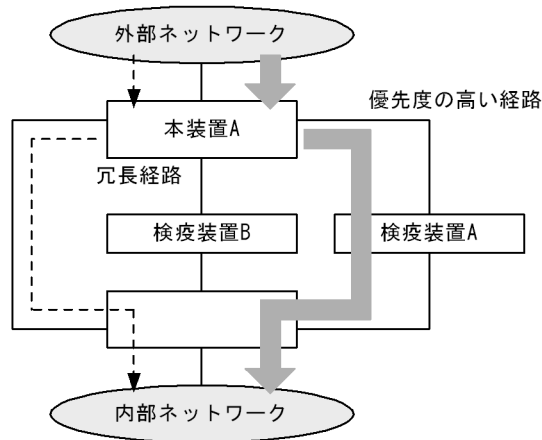 外部ネットワーク
優先度の高い経路
本装置A
冗長経路
検疫装置B
検疫装置A
内部ネットワーク